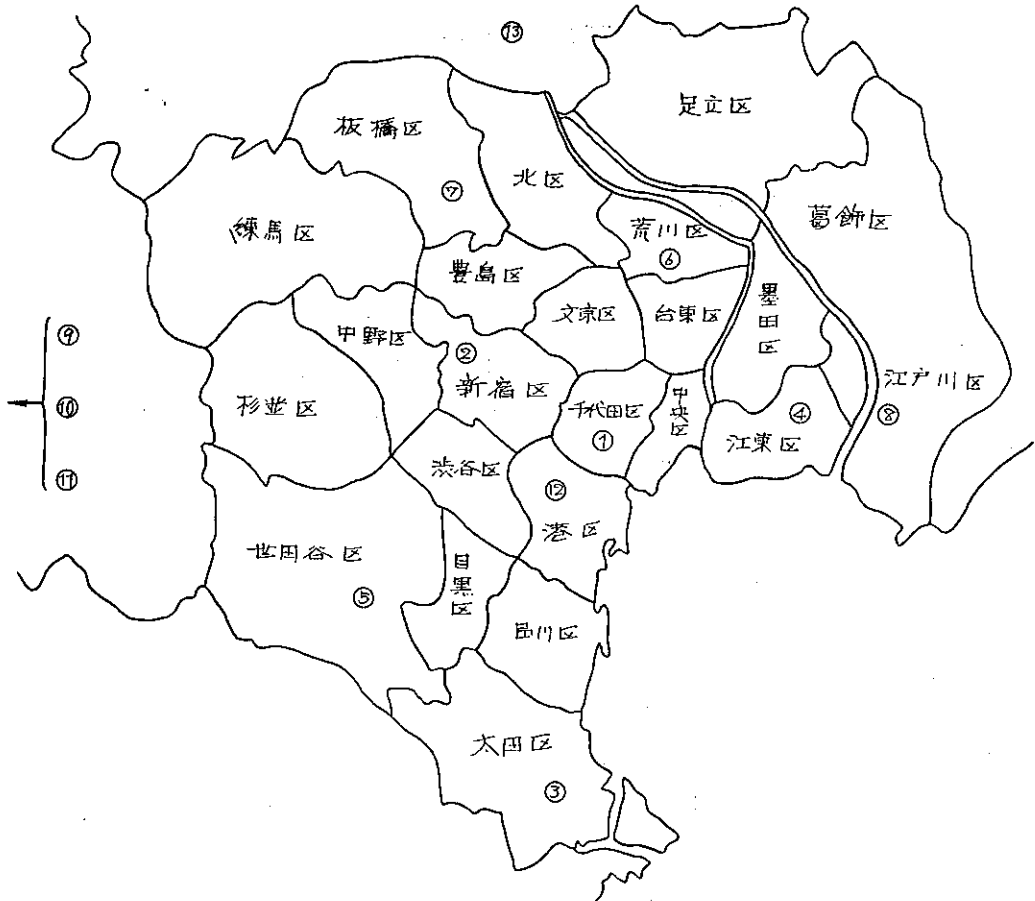 ⑬
足立区
板橋区
北区
⑦
葛飾区
練馬区
荒川区
⑥
豊島区
墨田区
文京区
台東区
⑨
中野区
②
新宿区
江戸川区
⑧
⑩
杉並区
千代田区
①
中央区
④
江東区
渋谷区
⑪
⑫
港区
世田谷区
⑤
目黒区
品川区
大田区
③